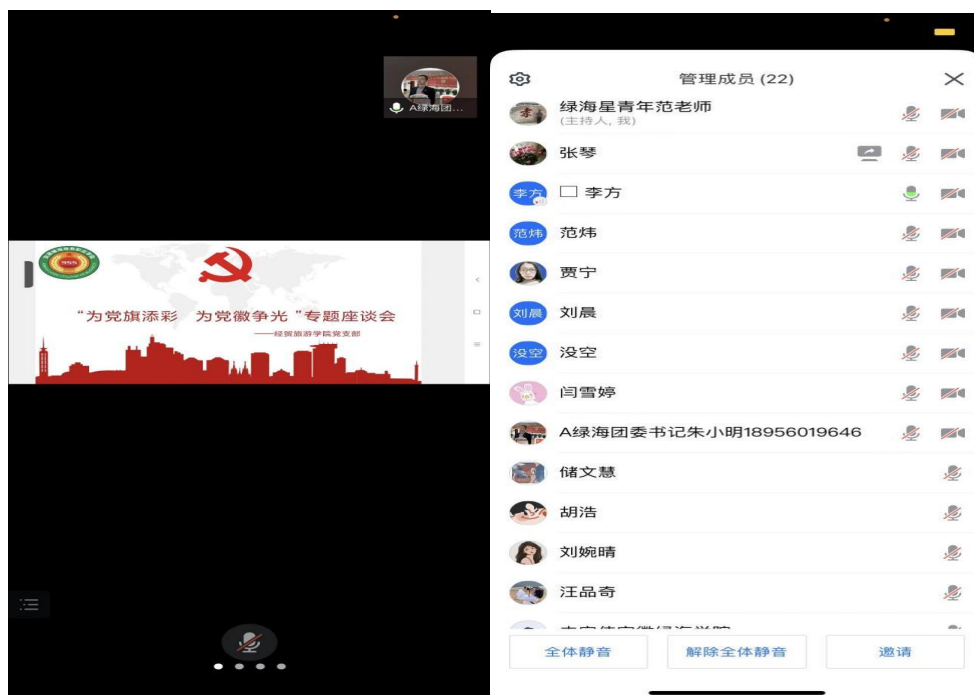 A绿海团...
955
“为党旗添彩 为党徽争光”专题座谈会
——经贸旅游学院党支部
管理成员 (22)
绿海星青年范老师
(主持人, 我)
张琴
李方
李方
范炜
范炜
贾宁
刘晨
刘晨
没空
没空
闫雪婷
A绿海团委书记朱小明18956019646
储文慧
胡浩
刘婉晴
汪品奇
全体静音
解除全体静音
邀请